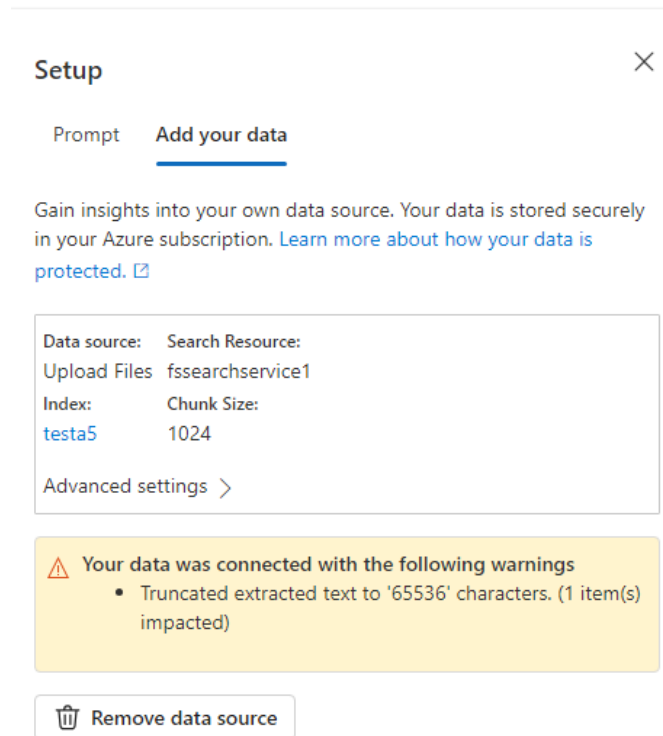 Setup
Prompt Add your data
Gain insights into your own data source. Your data is stored securely
in your Azure subscription. Learn more about how your data is
protected.
Data source: Search Resource:
Upload Files fssearchservice1
Index: Chunk Size:
testa5 1024
Advanced settings
Your data was connected with the following warnings
• Truncated extracted text to '65536' characters. (1 item(s)
impacted)
Remove data source